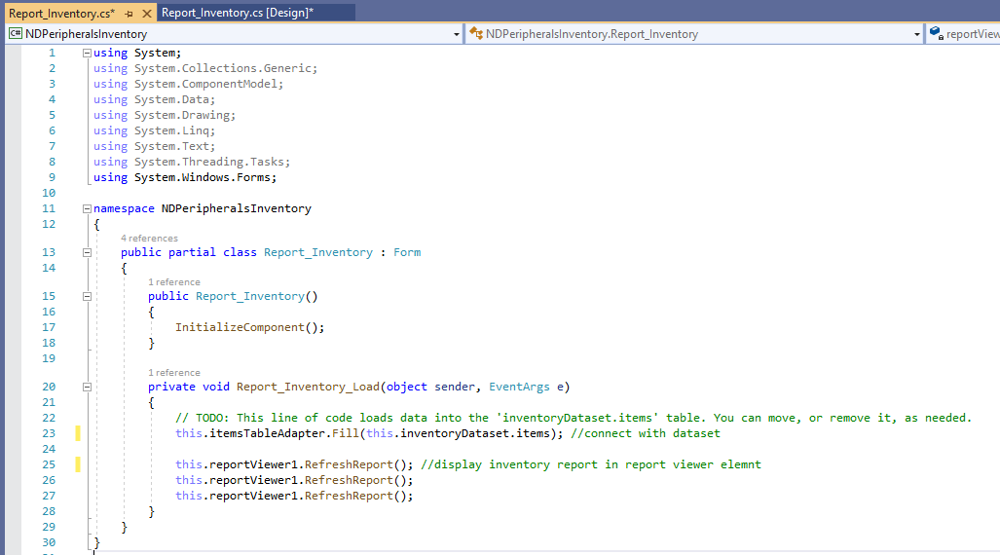 Report_Inventory.cs*
Report_Inventory.cs [Design]*
C# NDPeripheralsInventory
NDPeripheralsInventory.Report_Inventory
reportView
1 using System;
2 using System.Collections.Generic;
3 using System.ComponentModel;
4 using System.Data;
5 using System.Drawing;
6 using System.Linq;
7 using System.Text;
8 using System.Threading.Tasks;
9 using System.Windows.Forms;
10
11 namespace NDPeripheralsInventory
12 {
4 references
13 public partial class Report_Inventory : Form
14 {
1 reference
15 public Report_Inventory()
16 {
17 InitializeComponent();
18 }
19
1 reference
20 private void Report_Inventory_Load(object sender, EventArgs e)
21 {
22 // TODO: This line of code loads data into the 'inventoryDataset.items' table. You can move, or remove it, as needed.
23 this.itemsTableAdapter.Fill(this.inventoryDataset.items); //connect with dataset
24
25 this.reportViewer1.RefreshReport(); //display inventory report in report viewer elemnt
26 this.reportViewer1.RefreshReport();
27 this.reportViewer1.RefreshReport();
28 }
29 }
30 }